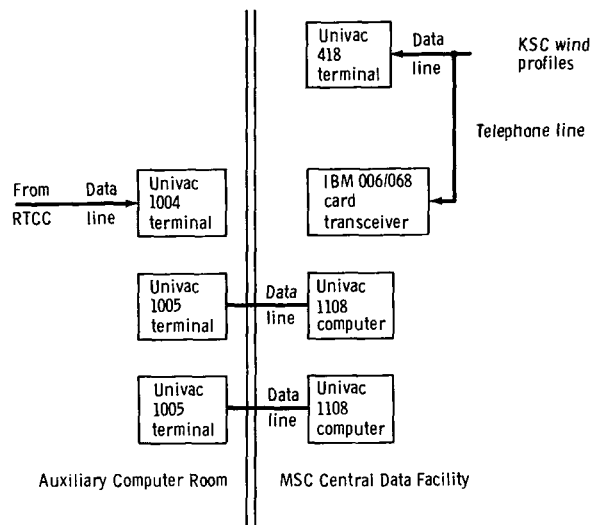 Univac
418
terminal
Data
line
KSC wind
profiles
Telephone line
From
RTCC
Data
line
Univac
1004
terminal
IBM 006/068
card
transceiver
Univac
1005
terminal
Data
line
Univac
1108
computer
Univac
1005
terminal
Data
line
Univac
1108
computer
Auxiliary Computer Room
MSC Central Data Facility